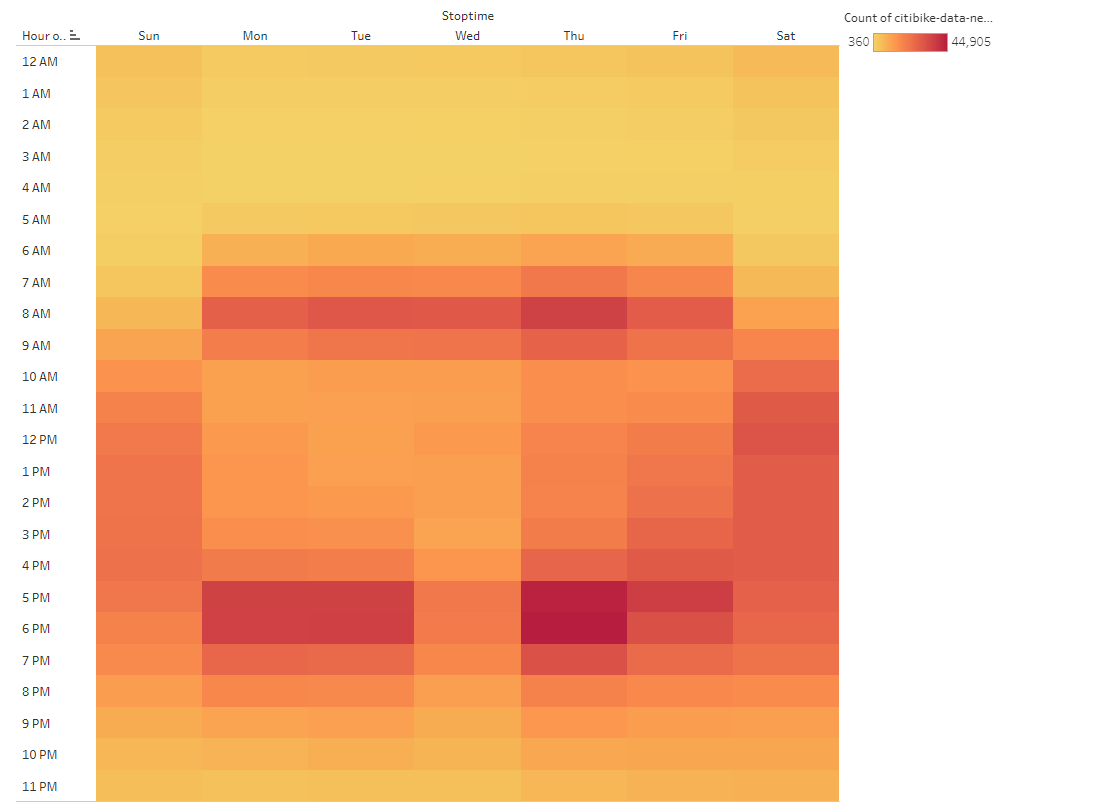 Stoptime
Hour o.. Sun Mon Tue Wed Thu Fri Sat
12 AM
1 AM
2 AM
3 AM
4 AM
5 AM
6 AM
7 AM
8 AM
9 AM
10 AM
11 AM
12 PM
1 PM
2 PM
3 PM
4 PM
5 PM
6 PM
7 PM
8 PM
9 PM
10 PM
11 PM
Count of citibike-data-ne...
360 44,905